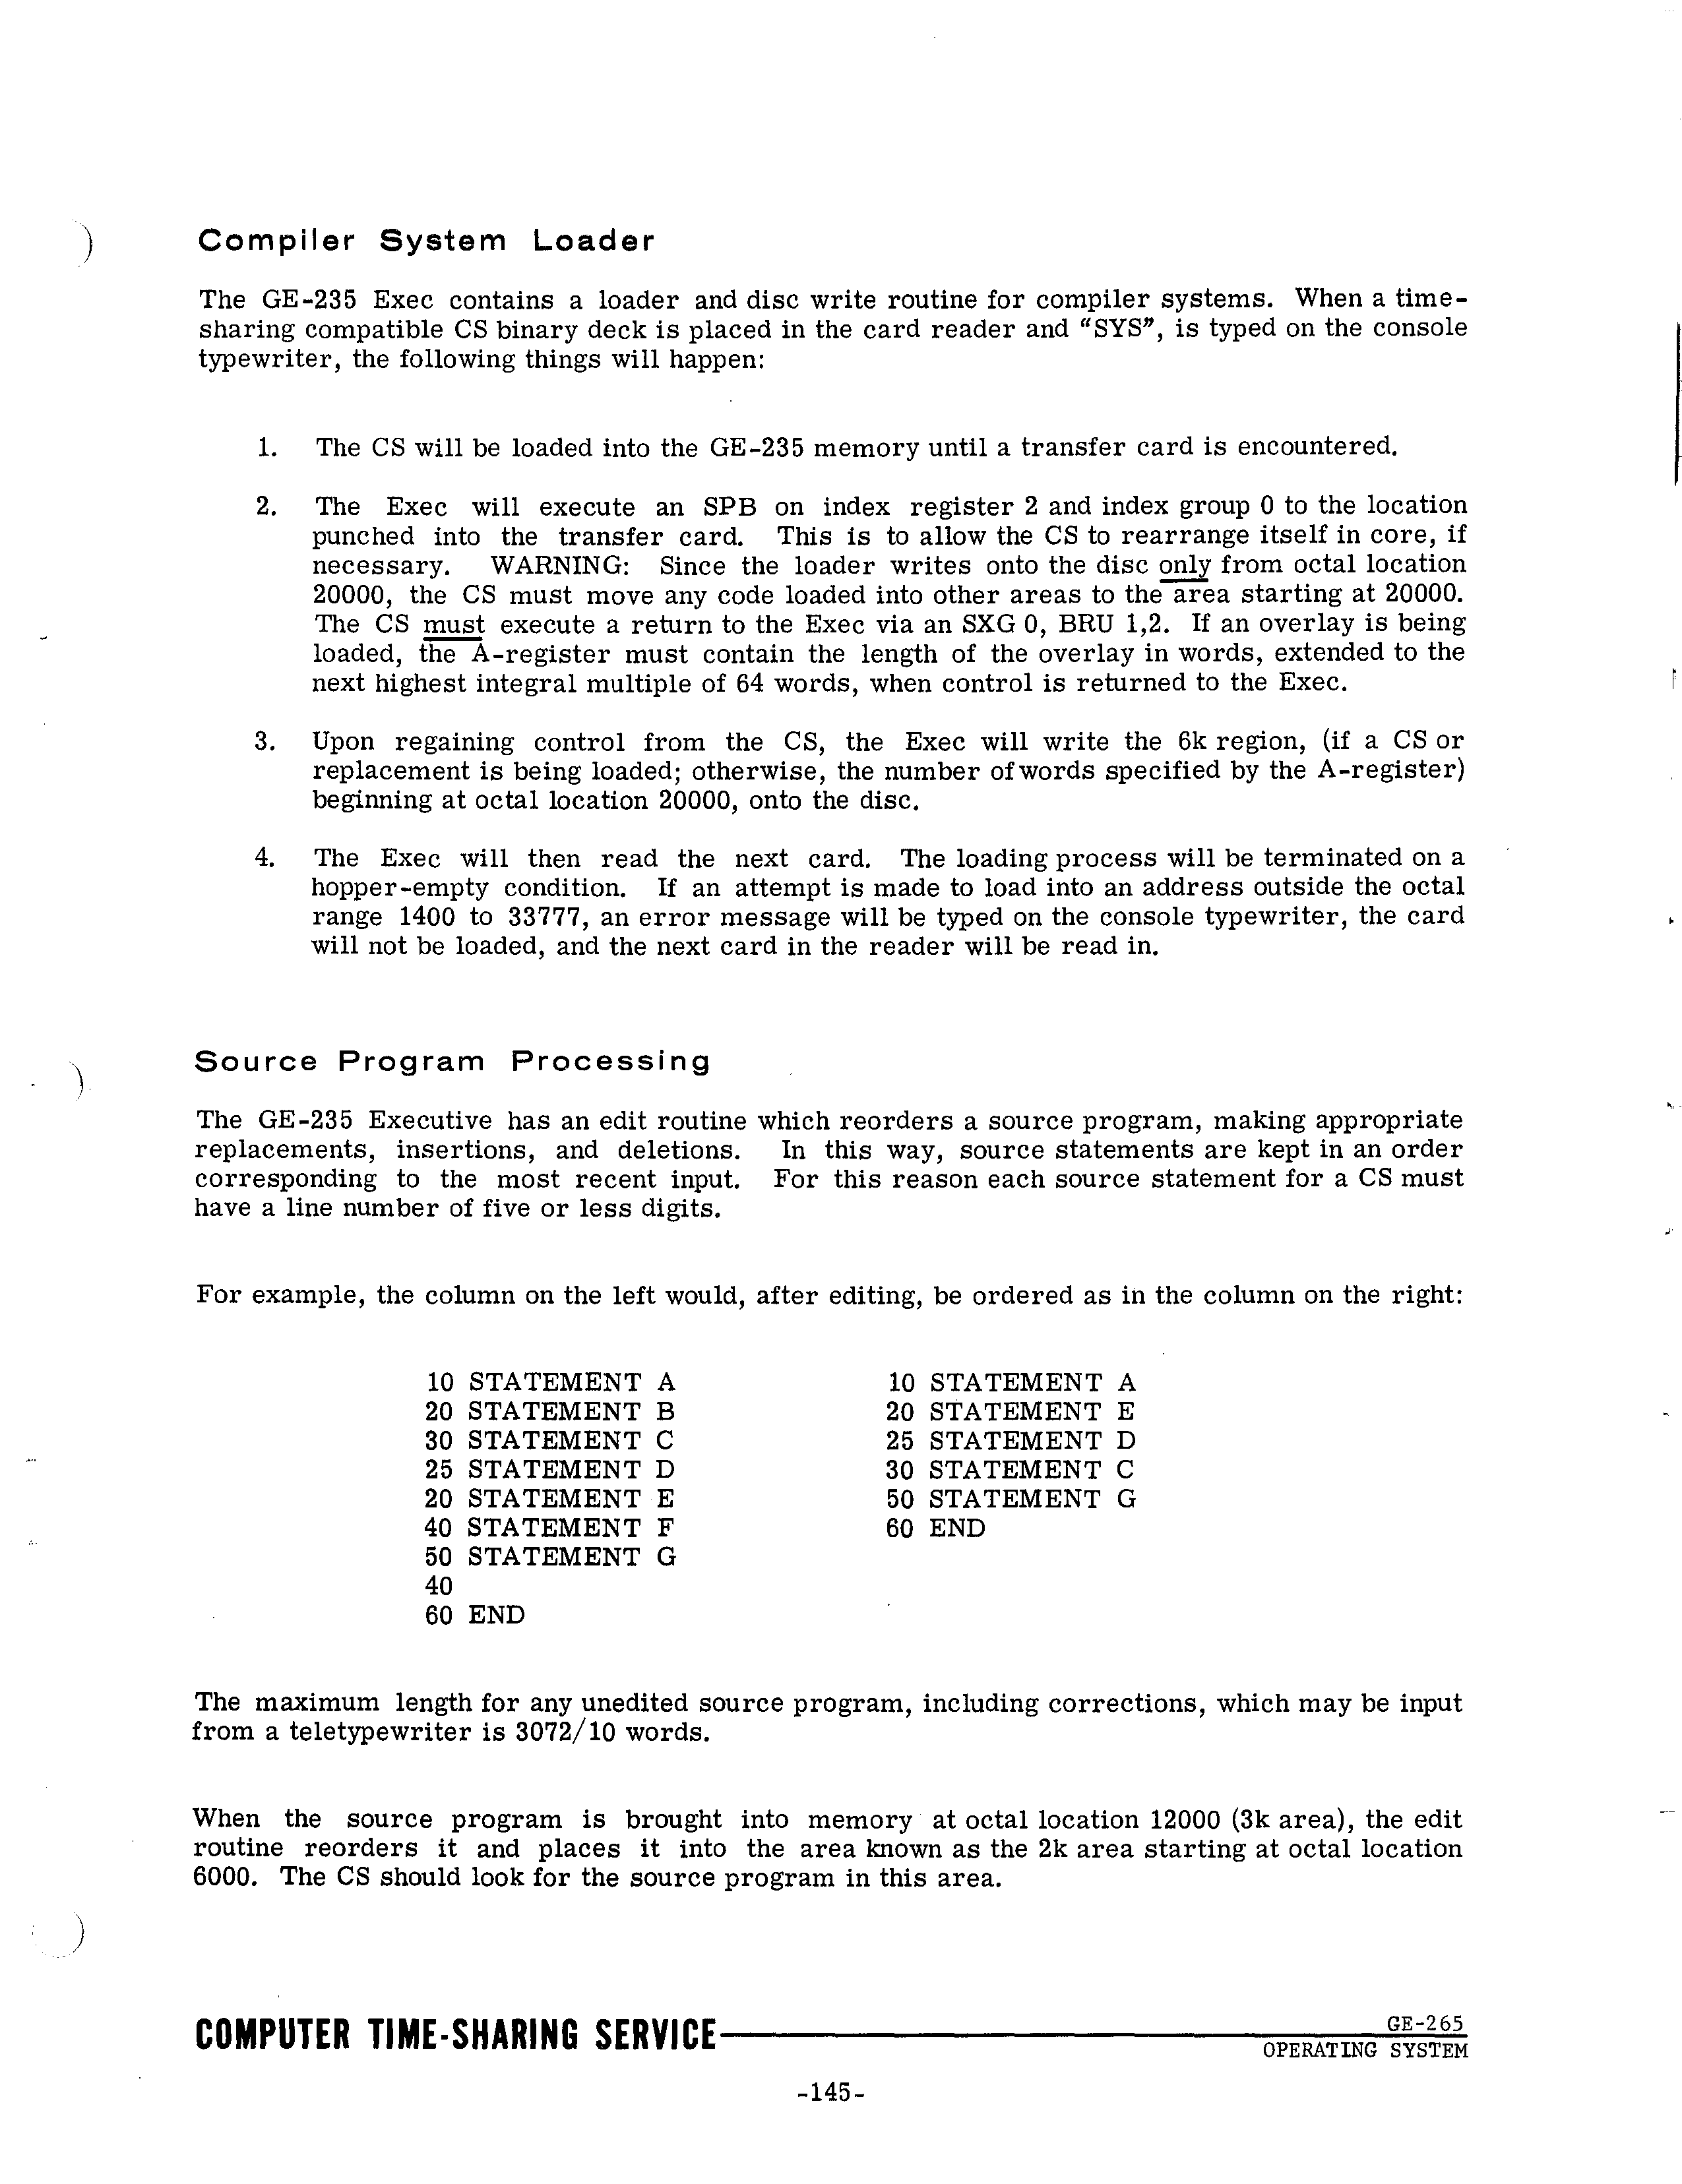 Compiler System Loader
The GE-235 Exec contains a loader and disc write routine for compiler systems. When a time-
sharing compatible CS binary deck is placed in the card reader and “SYS”, is typed on the console
typewriter, the following things will happen:
1. The CS will be loaded into the GE-235 memory until a transfer card is encountered.
2. The Exec will execute an SPB on index register 2 and index group 0 to the location
punched into the transfer card. This is to allow the CS to rearrange itself in core, if
necessary. WARNING: Since the loader writes onto the disc only from octal location
20000, the CS must move any code loaded into other areas to the area starting at 20000.
The CS must execute a return to the Exec via an SXG 0, BRU 1,2. If an overlay is being
loaded, the A-register must contain the length of the overlay in words, extended to the
next highest integral multiple of 64 words, when control is returned to the Exec.
3. Upon regaining control from the CS, the Exec will write the 6k region, (if a CS or
replacement is being loaded; otherwise, the number of words specified by the A-register)
beginning at octal location 20000, onto the disc.
4. The Exec will then read the next card. The loading process will be terminated on a
hopper-empty condition. If an attempt is made to load into an address outside the octal
range 1400 to 33777, an error message will be typed on the console typewriter, the card
will not be loaded, and the next card in the reader will be read in.
Source Program Processing
The GE-235 Executive has an edit routine which reorders a source program, making appropriate
replacements, insertions, and deletions. In this way, source statements are kept in an order
corresponding to the most recent input. For this reason each source statement for a CS must
have a line number of five or less digits.
For example, the column on the left would, after editing, be ordered as in the column on the right:
10 STATEMENT A
20 STATEMENT B
30 STATEMENT C
25 STATEMENT D
20 STATEMENT E
40 STATEMENT F
50 STATEMENT G
40
60 END
10 STATEMENT A
20 STATEMENT E
25 STATEMENT D
30 STATEMENT C
50 STATEMENT G
60 END
The maximum length for any unedited source program, including corrections, which may be input
from a teletypewriter is 3072/10 words.
When the source program is brought into memory at octal location 12000 (3k area), the edit
routine reorders it and places it into the area known as the 2k area starting at octal location
6000. The CS should look for the source program in this area.
COMPUTER TIME-SHARING SERVICE
GE-265
OPERATING SYSTEM
-145-